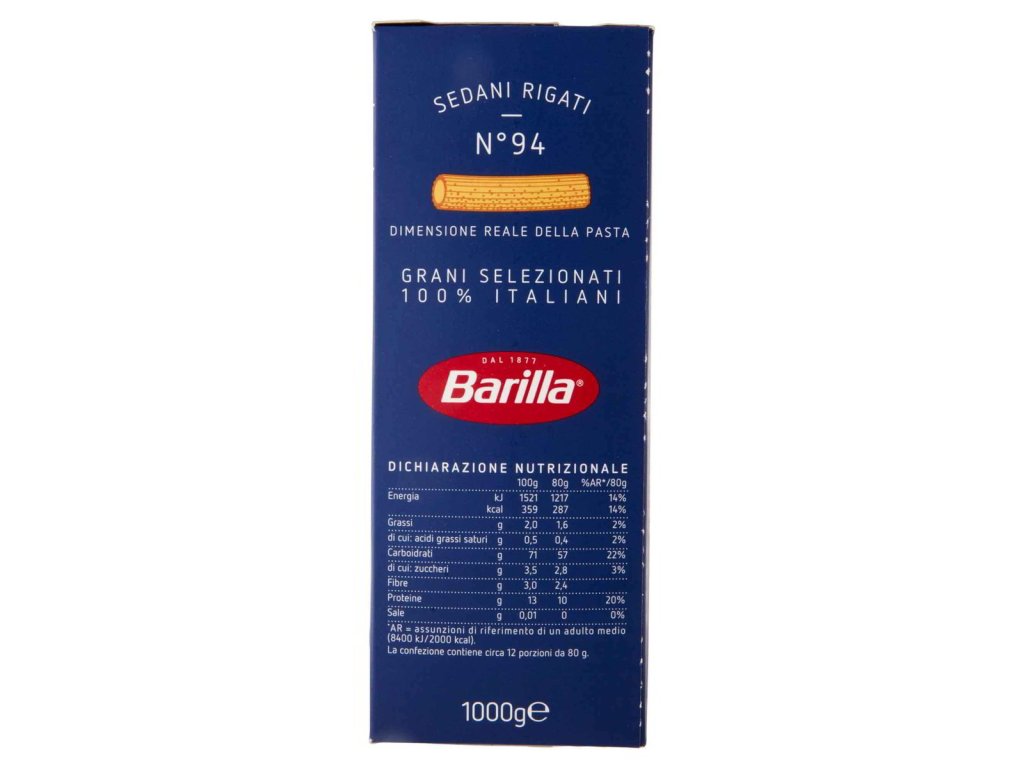 SEDANI RIGATI
N°94
DIMENSIONE REALE DELLA PASTA
GRANI SELEZIONATI
100% ITALIANI
DAL 1877
Barilla®
DICHIARAZIONE NUTRIZIONALE
100g 80g %AR*/80g
Energia kJ 1521 1217 14%
kcal 359 287 14%
Grassi g 2,0 1,6 2%
di cui: acidi grassi saturi g 0,5 0,4 2%
Carboidrati g 71 57 22%
di cui: zuccheri g 3,5 2,8 3%
Fibre g 3,0 2,4
Proteine g 13 10 20%
Sale g 0,01 0 0%
*AR = assunzioni di riferimento di un adulto medio
(8400 kJ/2000 kcal).
La confezione contiene circa 12 porzioni da 80 g.
1000g℮